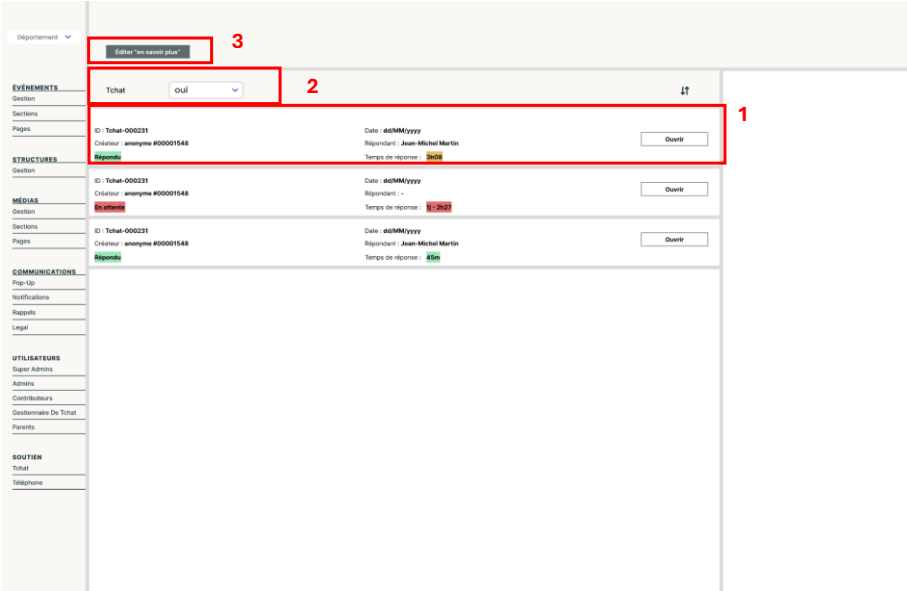 Département
3
Éditer "en savoir plus"
ÉVÉNEMENTS
Gestion
Sections
Pages
STRUCTURES
Gestion
MÉDIAS
Gestion
Sections
Pages
COMMUNICATIONS
Pop-Up
Notifications
Rappels
Legal
UTILISATEURS
Super Admins
Admins
Contributeurs
Gestionnaire De Tchat
Parents
SOUTIEN
Tchat
Téléphone
Tchat oui
2
1
ID : Tchat-000231 Date : dd/MM/yyyy
Créateur : anonyme #00001548 Répondant : Jean-Michel Martin Ouvrir
Répondu Temps de réponse : 3h08
ID : Tchat-000231 Date : dd/MM/yyyy
Créateur : anonyme #00001548 Répondant : - Ouvrir
En attente Temps de réponse : 1j - 2h27
ID : Tchat-000231 Date : dd/MM/yyyy
Créateur : anonyme #00001548 Répondant : Jean-Michel Martin Ouvrir
Répondu Temps de réponse : 45m